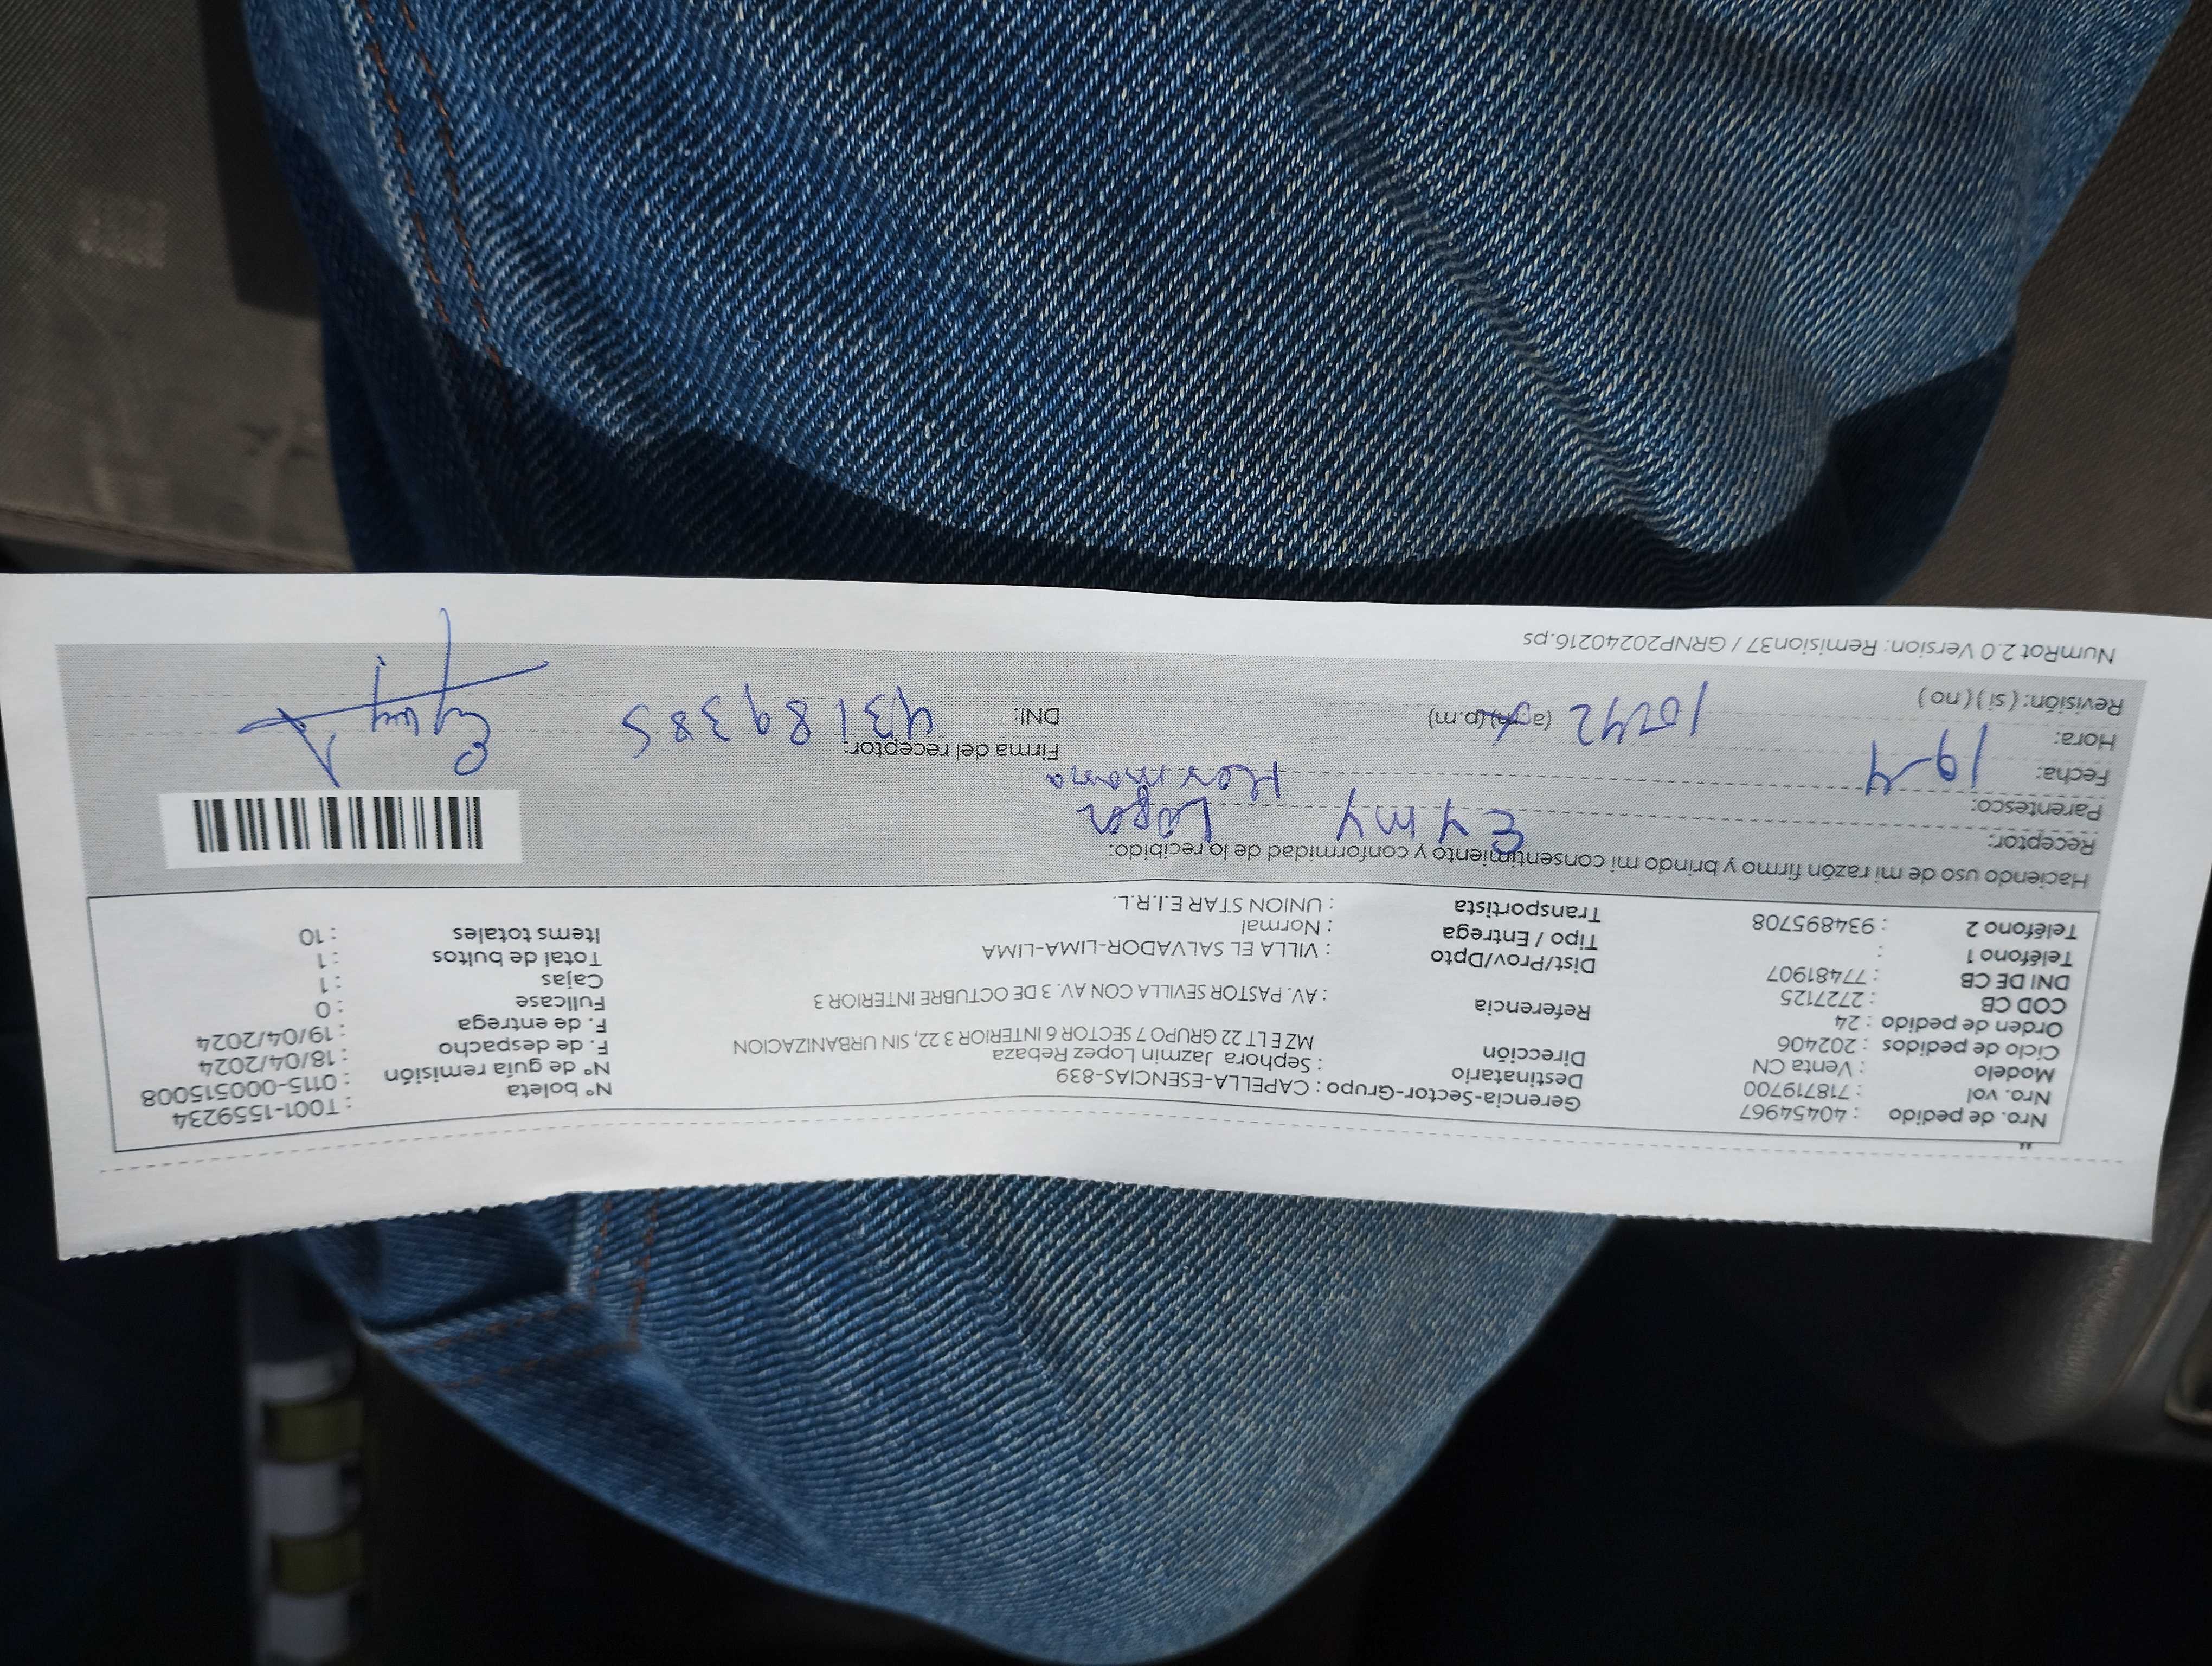 "
Nro. de pedido : 40454967
Nro. vol : 718719700
Modelo : Venta CN
Ciclo de pedidos : 202406
Orden de pedido : 24
COD CB : 2727125
DNI DE CB : 77481907
Teléfono 1 :
Teléfono 2 : 934895708
Gerencia-Sector-Grupo : CAPELLA-ESENCIAS-839
Destinatario : Sephora Jazmin Lopez Rebaza
Dirección MZ E LT 22 GRUPO 7 SECTOR 6 INTERIOR 3 22, SIN URBANIZACION
Referencia : AV. PASTOR SEVILLA CON AV. 3 DE OCTUBRE INTERIOR 3
Dist/Prov/Dpto : VILLA EL SALVADOR-LIMA-LIMA
Tipo / Entrega : Normal
Transportista : UNION STAR E.I.R.L.
N° boleta : T001-1559234
N° de guía remisión : 0115-000515008
F. de despacho : 18/04/2024
F. de entrega : 19/04/2024
Fullcase : 0
Cajas : 1
Total de bultos : 1
Items totales : 10
Haciendo uso de mi razón firmo y brindo mi consentimiento y conformidad de lo recibido:
Receptor: Eymy Lopez
Parentesco: Hermana
Fecha: 19-4
Hora: 10:42 (a.m) (p.m)
Revisión: ( si ) ( no )
Firma del receptor:
DNI: 43189385
Eymy
NumRot 2.0 Version: Remision37 / GRNP20240216.ps